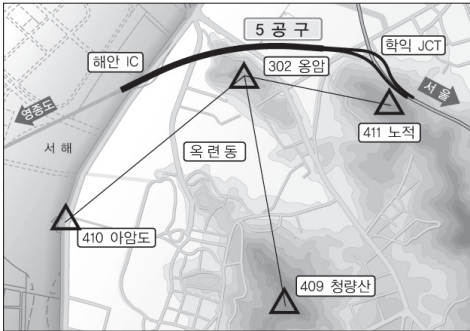 5 공 구
학익 JCT
해안 IC
302 옹암
서울
영종도
411 노적
서 해
옥 련 동
410 아암도
409 청량산